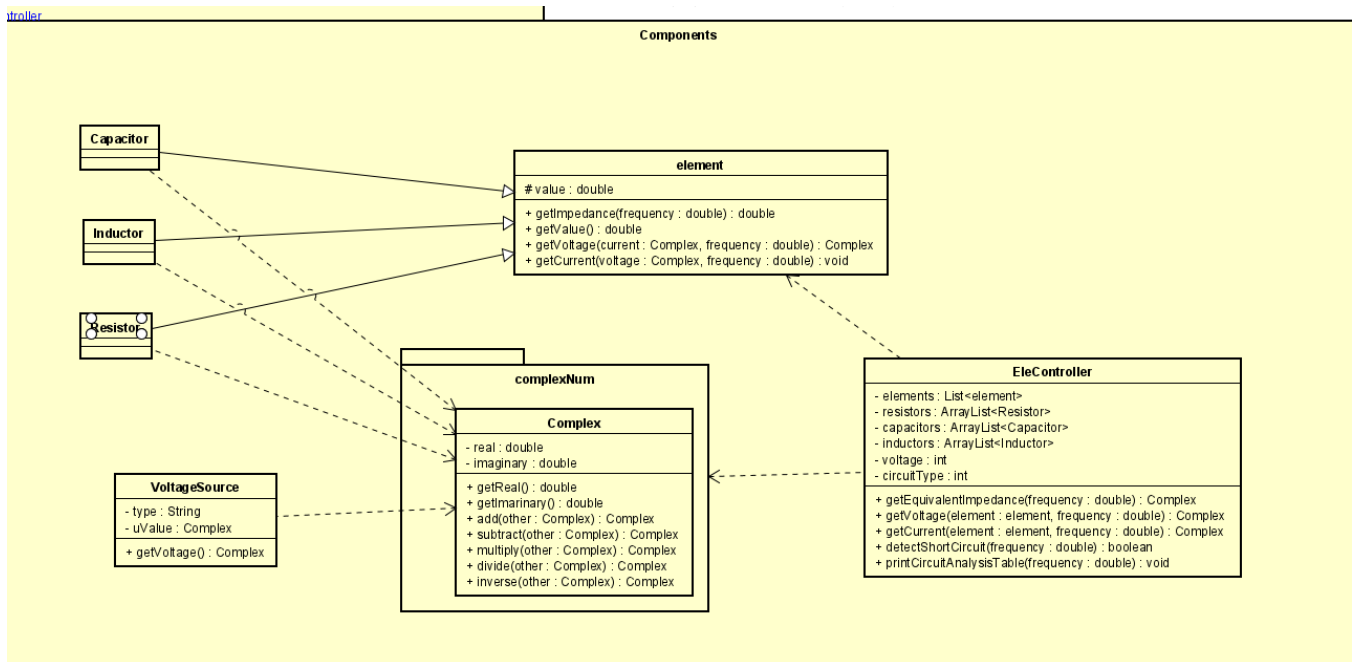 ntroller
Components
Capacitor
Inductor
Resistor
element
# value : double
+ getImpedance(frequency : double) : double
+ getValue() : double
+ getVoltage(current : Complex, frequency : double) : Complex
+ getCurrent(voltage : Complex, frequency : double) : void
complexNum
Complex
- real : double
- imaginary : double
+ getReal() : double
+ getImarinary() : double
+ add(other : Complex) : Complex
+ subtract(other : Complex) : Complex
+ multiply(other : Complex) : Complex
+ divide(other : Complex) : Complex
+ inverse(other : Complex) : Complex
VoltageSource
- type : String
- uValue : Complex
+ getVoltage() : Complex
EleController
- elements : List<element>
- resistors : ArrayList<Resistor>
- capacitors : ArrayList<Capacitor>
- inductors : ArrayList<Inductor>
- voltage : int
- circuitType : int
+ getEquivalentImpedance(frequency : double) : Complex
+ getVoltage(element : element, frequency : double) : Complex
+ getCurrent(element : element, frequency : double) : Complex
+ detectShortCircuit(frequency : double) : boolean
+ printCircuitAnalysisTable(frequency : double) : void